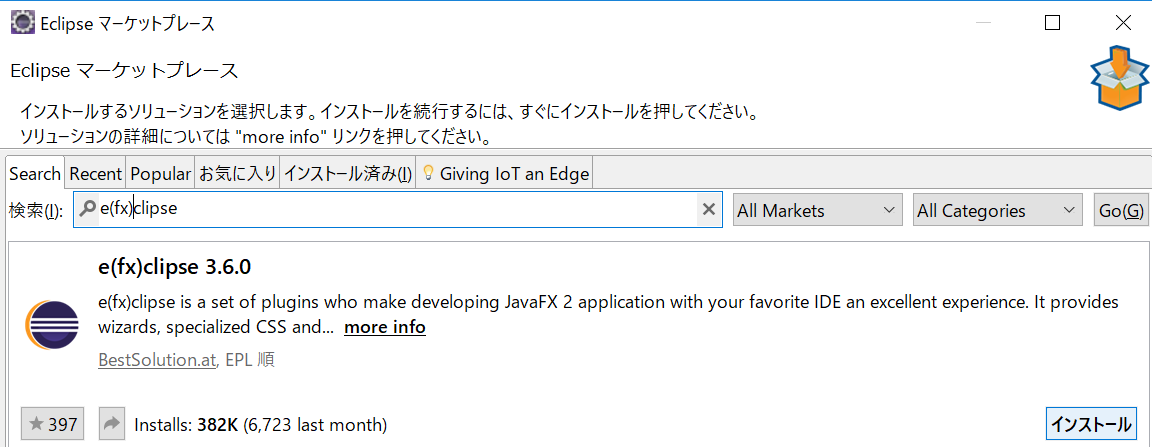 Eclipse マーケットプレース
Eclipse マーケットプレース
インストールするソリューションを選択します。インストールを続行するには、すぐにインストールを押してください。
ソリューションの詳細については "more info" リンクを押してください。
Search Recent Popular お気に入り インストール済み(I) Giving IoT an Edge
検索(I): e(fx)clipse All Markets All Categories Go(G)
e(fx)clipse 3.6.0
e(fx)clipse is a set of plugins who make developing JavaFX 2 application with your favorite IDE an excellent experience. It provides
wizards, specialized CSS and... more info
BestSolution.at, EPL 順
397 Installs: 382K (6,723 last month) インストール